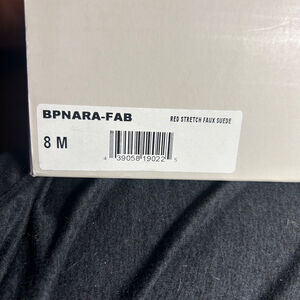 BPNARA-FAB
RED STRETCH FAUX SUEDE
8 M
4 39058 19022 5